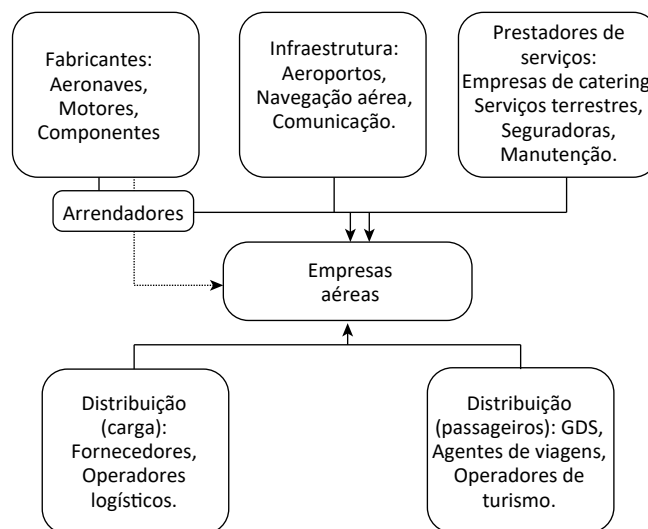 Fabricantes:
Aeronaves,
Motores,
Componentes
Infraestrutura:
Aeroportos,
Navegação aérea,
Comunicação.
Prestadores de
serviços:
Empresas de catering
Serviços terrestres,
Seguradoras,
Manutenção.
Arrendadores
Empresas
aéreas
Distribuição
(carga):
Fornecedores,
Operadores
logísticos.
Distribuição
(passageiros): GDS,
Agentes de viagens,
Operadores de
turismo.